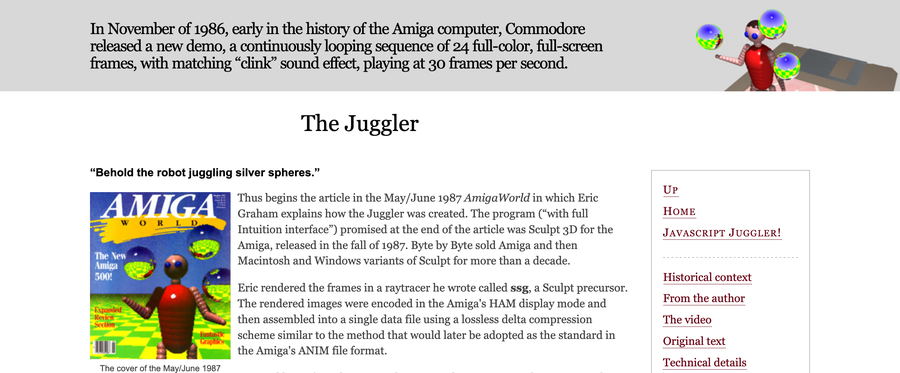 In November of 1986, early in the history of the Amiga computer, Commodore
released a new demo, a continuously looping sequence of 24 full-color, full-screen
frames, with matching “clink” sound effect, playing at 30 frames per second.
The Juggler
“Behold the robot juggling silver spheres.”
AMIGA
WORLD
The New
Amiga
500!
Expanded
Review
Section
Fantastic
Graphics
The cover of the May/June 1987
Thus begins the article in the May/June 1987 AmigaWorld in which Eric
Graham explains how the Juggler was created. The program (“with full
Intuition interface”) promised at the end of the article was Sculpt 3D for the
Amiga, released in the fall of 1987. Byte by Byte sold Amiga and then
Macintosh and Windows variants of Sculpt for more than a decade.
Eric rendered the frames in a raytracer he wrote called ssg, a Sculpt precursor.
The rendered images were encoded in the Amiga's HAM display mode and
then assembled into a single data file using a lossless delta compression
scheme similar to the method that would later be adopted as the standard in
the Amiga's ANIM file format.
Up
Home
Javascript Juggler!
Historical context
From the author
The video
Original text
Technical details